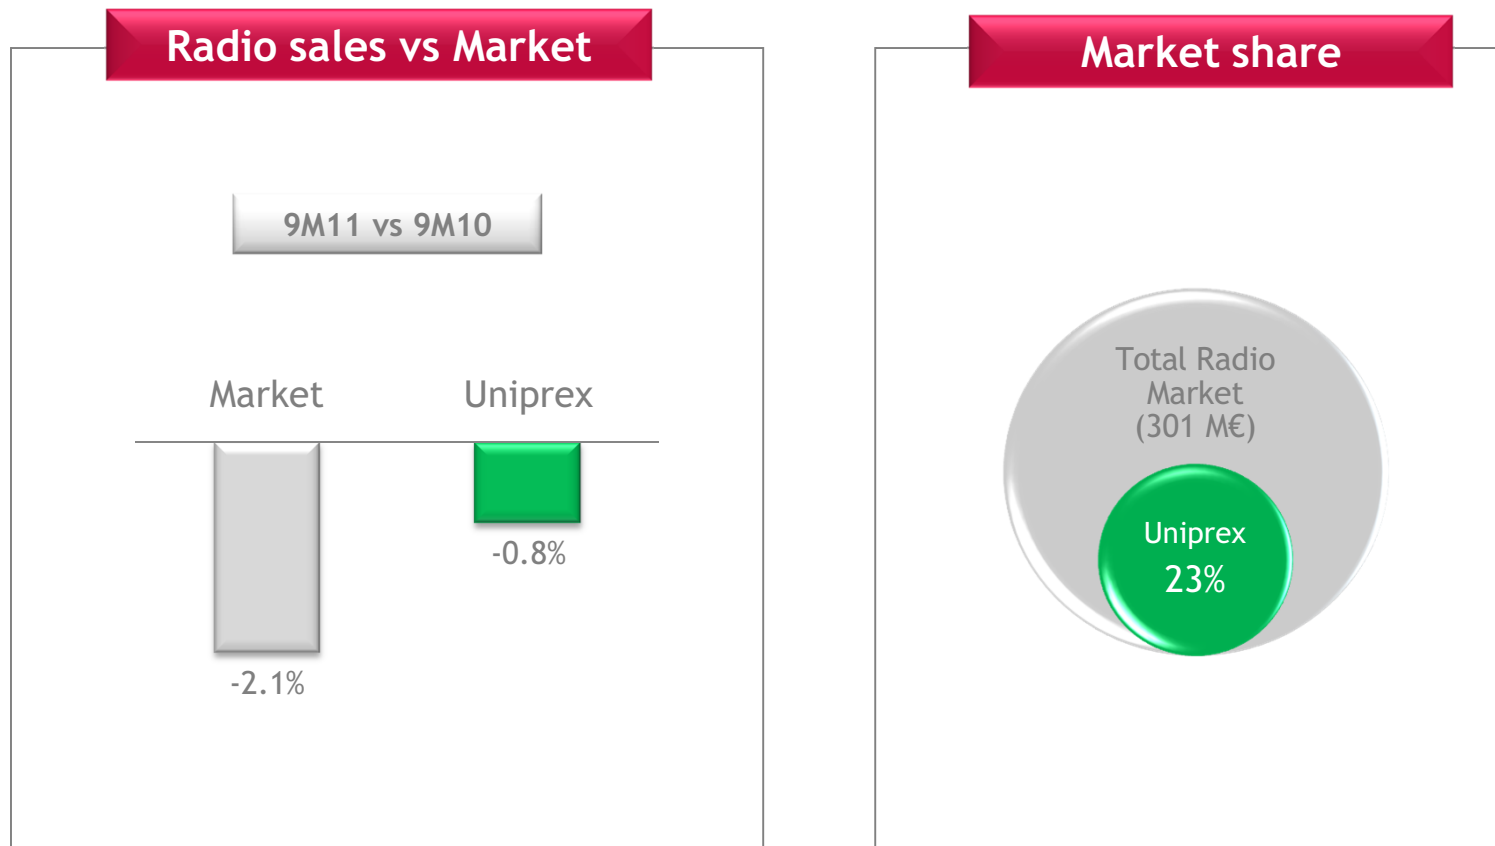 Radio sales vs Market
9M11 vs 9M10
Market
Uniprex
-0.8%
-2.1%
Market share
Total Radio
Market
(301 M€)
Uniprex
23%